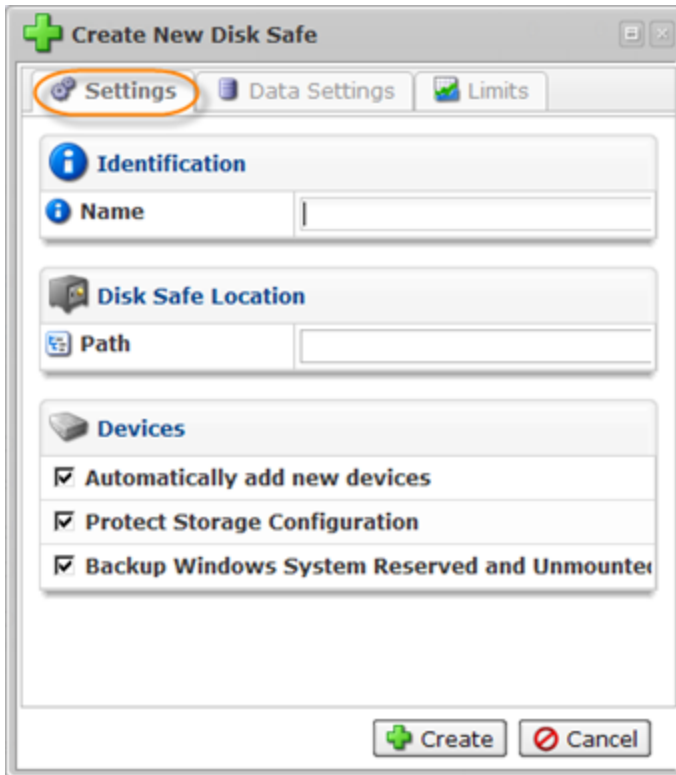 Create New Disk Safe
Settings Data Settings Limits
Identification
Name
Disk Safe Location
Path
Devices
Automatically add new devices
Protect Storage Configuration
Backup Windows System Reserved and
Create Cancel